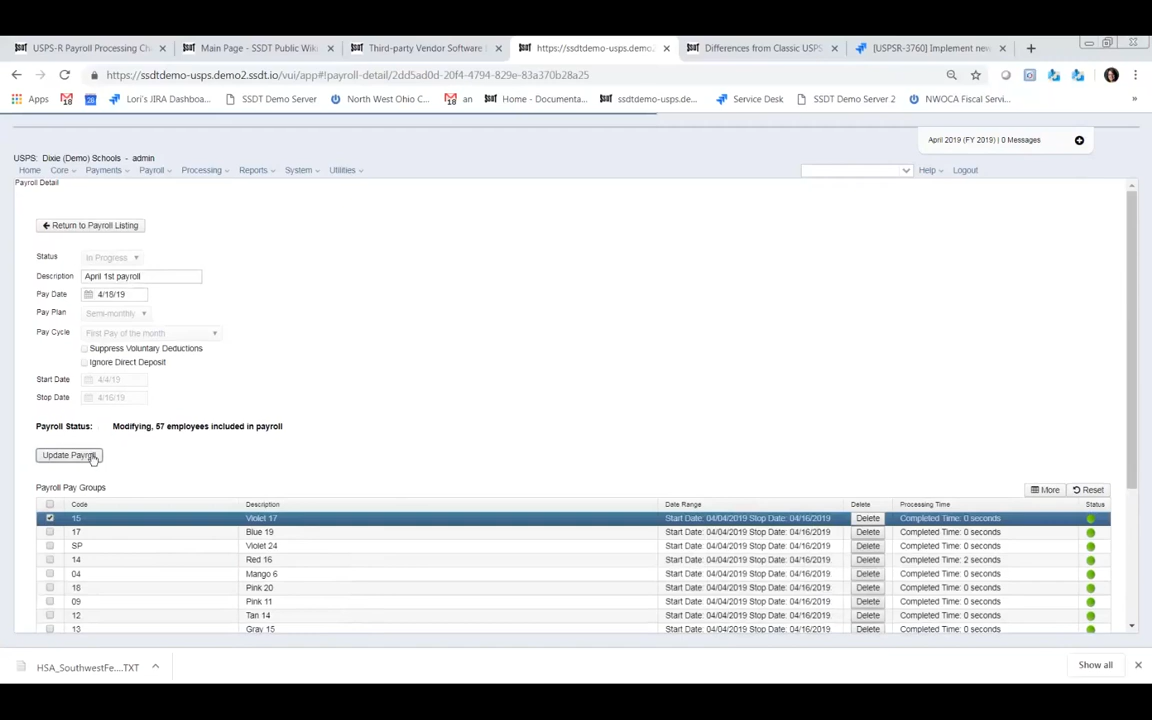 USPS-R Payroll Processing Ch
Main Page - SSDT Public Wiki
Third-party Vendor Software
https://ssdtdemo-usps.demo2.ssdt
Differences from Classic USPS
[USPSR-3760] Implement new
https://ssdtdemo-usps.demo2.ssdt.io/vui/app#!payroll-detail/2dd5ad0d-20f4-4794-829e-83a370b28a25
Apps
Lori's JIRA Dashboa...
SSDT Demo Server
North West Ohio C...
an
Home - Documenta...
ssdtdemo-usps.de...
Service Desk
SSDT Demo Server 2
NWOCA Fiscal Servi...
»
April 2019 (FY 2019) | 0 Messages
USPS: Dixie (Demo) Schools - admin
Home Core Payments Payroll Processing Reports System Utilities Help Logout
Payroll Detail
Return to Payroll Listing
Status In Progress
Description April 1st payroll
Pay Date 4/18/19
Pay Plan Semi-monthly
Pay Cycle First Pay of the month
Suppress Voluntary Deductions
Ignore Direct Deposit
Start Date 4/4/19
Stop Date 4/16/19
Payroll Status: Modifying, 57 employees included in payroll
Update Payroll
Payroll Pay Groups More Reset
Code Description Date Range Delete Processing Time Status
15 Violet 17 Start Date: 04/04/2019 Stop Date: 04/16/2019 Delete Completed Time: 0 seconds
17 Blue 19 Start Date: 04/04/2019 Stop Date: 04/16/2019 Delete Completed Time: 0 seconds
SP Violet 24 Start Date: 04/04/2019 Stop Date: 04/16/2019 Delete Completed Time: 0 seconds
14 Red 16 Start Date: 04/04/2019 Stop Date: 04/16/2019 Delete Completed Time: 2 seconds
04 Mango 6 Start Date: 04/04/2019 Stop Date: 04/16/2019 Delete Completed Time: 0 seconds
18 Pink 20 Start Date: 04/04/2019 Stop Date: 04/16/2019 Delete Completed Time: 0 seconds
09 Pink 11 Start Date: 04/04/2019 Stop Date: 04/16/2019 Delete Completed Time: 0 seconds
12 Tan 14 Start Date: 04/04/2019 Stop Date: 04/16/2019 Delete Completed Time: 0 seconds
13 Gray 15 Start Date: 04/04/2019 Stop Date: 04/16/2019 Delete Completed Time: 0 seconds
HSA_SouthwestFe....TXT
Show all